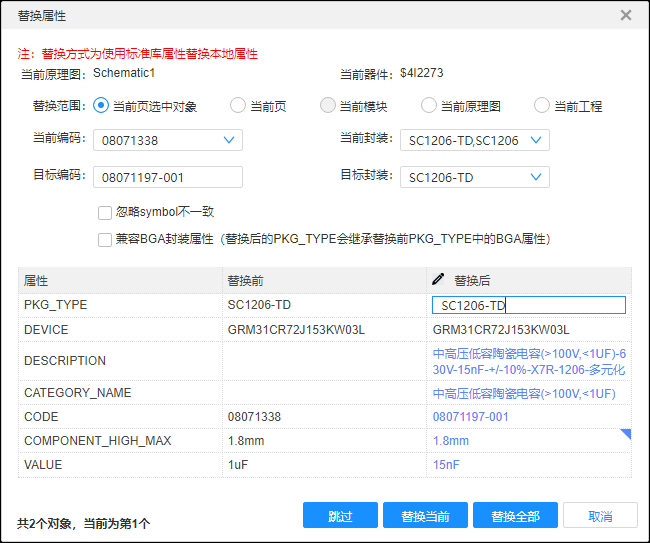 替换属性
注：替换方式为使用标准库属性替换本地属性
当前原理图： Schematic1 当前器件： $4I2273
替换范围： 当前页选中对象 当前页 当前模块 当前原理图 当前工程
当前编码： 08071338 当前封装： SC1206-TD,SC1206
目标编码： 08071197-001 目标封装： SC1206-TD
忽略symbol不一致
兼容BGA封装属性（替换后的PKG_TYPE会继承替换前PKG_TYPE中的BGA属性）
属性 替换前 替换后
PKG_TYPE SC1206-TD SC1206-TD
DEVICE GRM31CR72J153KW03L GRM31CR72J153KW03L
DESCRIPTION 中高压低容陶瓷电容(>100V,<1UF)-6
30V-15nF-+/-10%-X7R-1206-多元化
CATEGORY_NAME 中高压低容陶瓷电容(>100V,<1UF)
CODE 08071338 08071197-001
COMPONENT_HIGH_MAX 1.8mm 1.8mm
VALUE 1uF 15nF
共2个对象，当前为第1个 跳过 替换当前 替换全部 取消